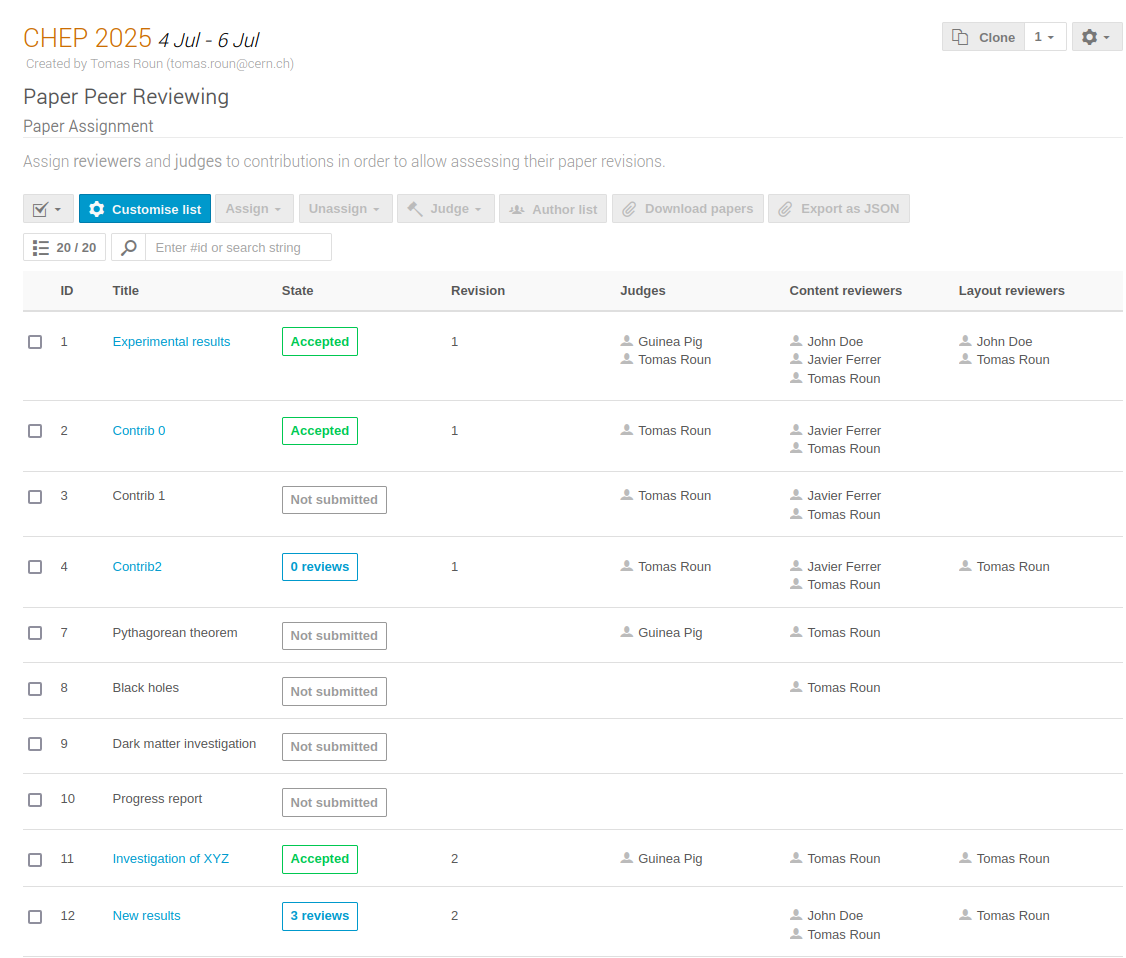 CHEP 2025 4 Jul - 6 Jul
Clone 1
Created by Tomas Roun (tomas.roun@cern.ch)
Paper Peer Reviewing
Paper Assignment
Assign reviewers and judges to contributions in order to allow assessing their paper revisions.
Customise list Assign Unassign Judge Author list Download papers Export as JSON
20 / 20 Enter #id or search string
ID Title State Revision Judges Content reviewers Layout reviewers
1 Experimental results Accepted 1 Guinea Pig John Doe John Doe
Tomas Roun Javier Ferrer Tomas Roun
Tomas Roun
2 Contrib 0 Accepted 1 Tomas Roun Javier Ferrer
Tomas Roun
3 Contrib 1 Not submitted Tomas Roun Javier Ferrer
Tomas Roun
4 Contrib2 0 reviews 1 Tomas Roun Javier Ferrer Tomas Roun
Tomas Roun
7 Pythagorean theorem Not submitted Guinea Pig Tomas Roun
8 Black holes Not submitted Tomas Roun
9 Dark matter investigation Not submitted
10 Progress report Not submitted
11 Investigation of XYZ Accepted 2 Guinea Pig Tomas Roun Tomas Roun
12 New results 3 reviews 2 John Doe Tomas Roun
Tomas Roun